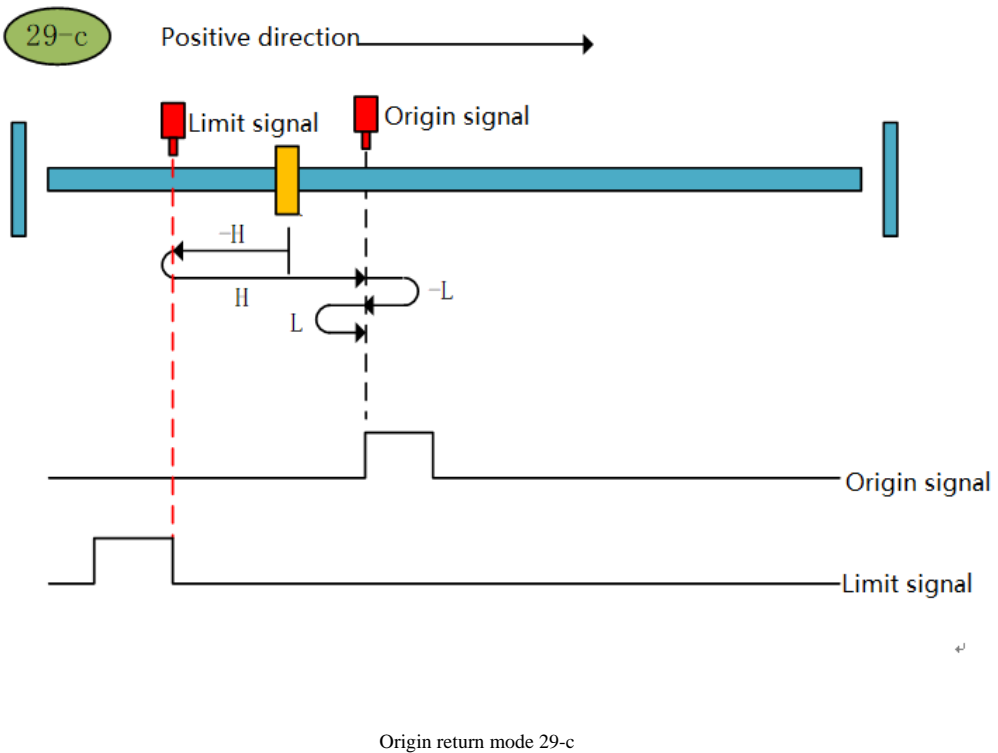 29-c
Positive direction
Limit signal
Origin signal
-H
H
-L
L
Origin signal
Limit signal
Origin return mode 29-c